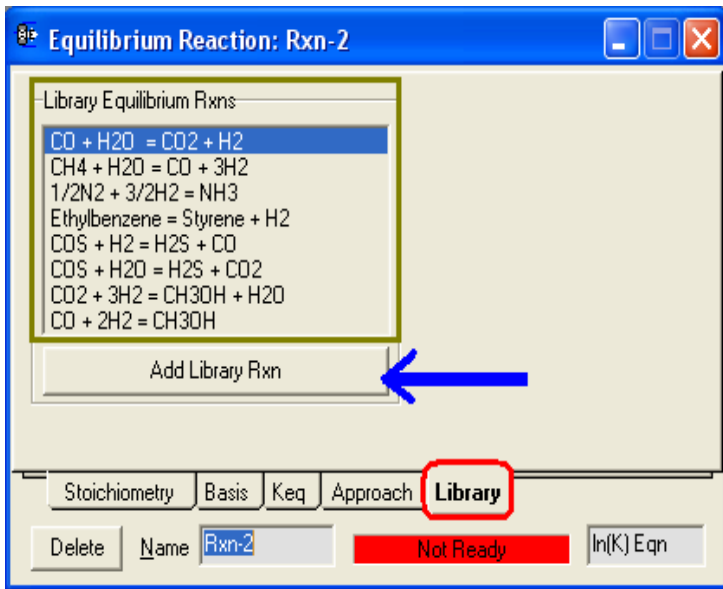 Equilibrium Reaction: Rxn-2
Library Equilibrium Rxns
CO + H2O = CO2 + H2
CH4 + H2O = CO + 3H2
1/2N2 + 3/2H2 = NH3
Ethylbenzene = Styrene + H2
COS + H2 = H2S + CO
COS + H2O = H2S + CO2
CO2 + 3H2 = CH3OH + H2O
CO + 2H2 = CH3OH
Add Library Rxn
Stoichiometry Basis Keq Approach Library
Delete Name Rxn-2 Not Ready ln(K) Eqn